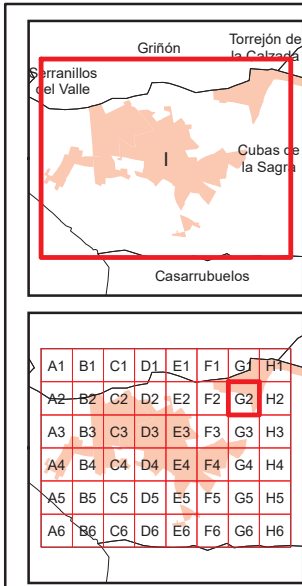 Griñón
Torrejón de
la Calzada
Serranillos
del Valle
I
Cubas de
la Sagra
Casarrubuelos
A1 B1 C1 D1 E1 F1 G1 H1
A2 B2 C2 D2 E2 F2 G2 H2
A3 B3 C3 D3 E3 F3 G3 H3
A4 B4 C4 D4 E4 F4 G4 H4
A5 B5 C5 D5 E5 F5 G5 H5
A6 B6 C6 D6 E6 F6 G6 H6